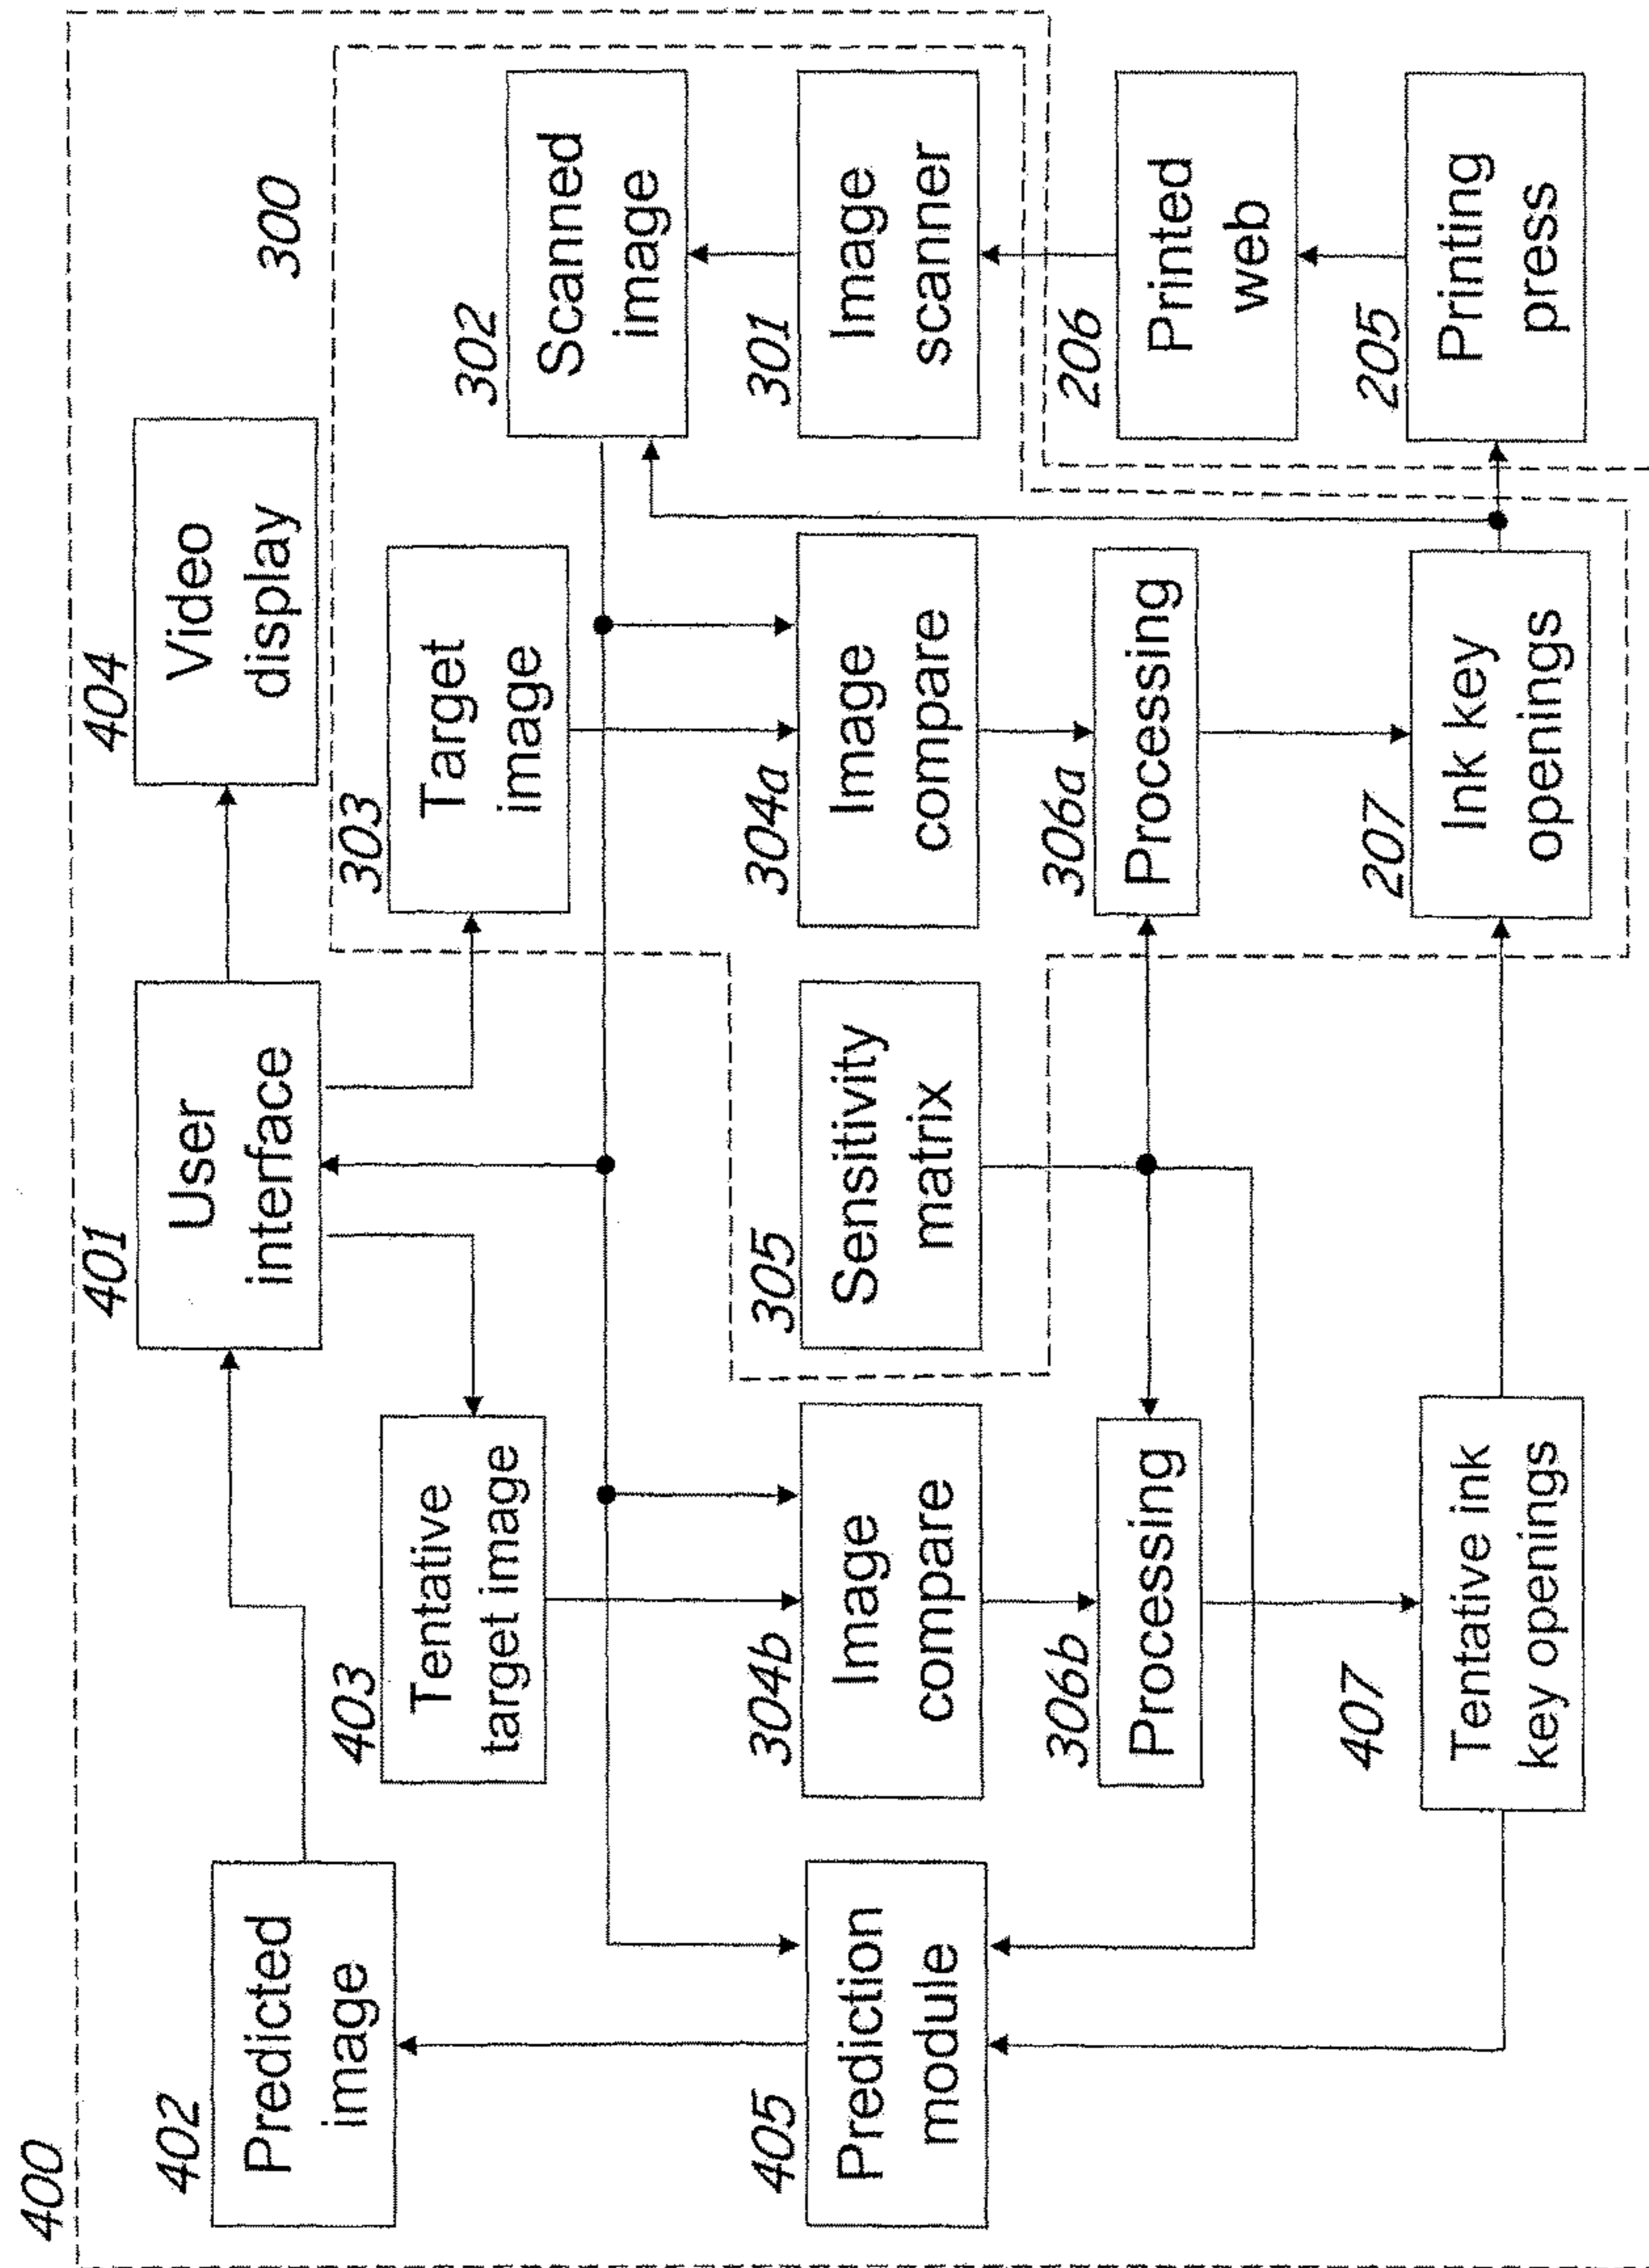 400
402
Predicted
image
401
User
interface
404
Video
display
300
403
Tentative
target image
303
Target
image
302
Scanned
image
405
Prediction
module
304b
Image
compare
305
Sensitivity
matrix
304a
Image
compare
301
Image
scanner
306b
Processing
306a
Processing
206
Printed
web
407
Tentative ink
key openings
207
Ink key
openings
205
Printing
press